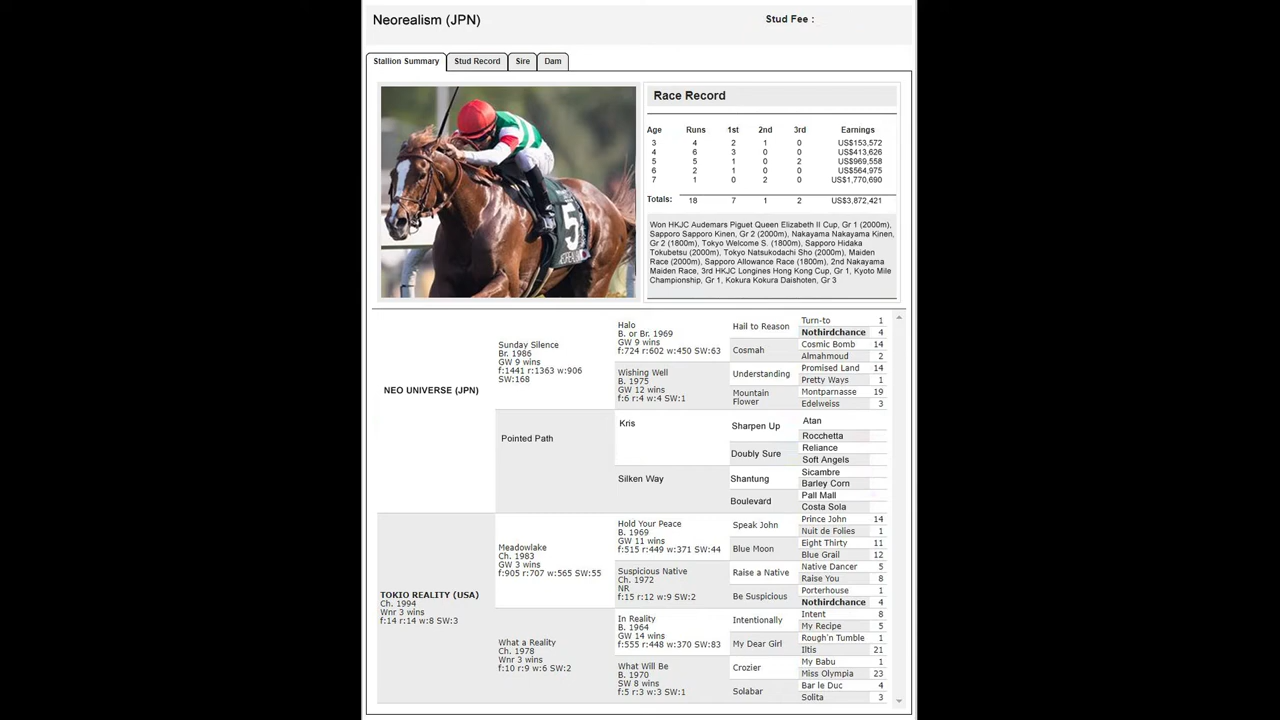 Neorealism (JPN)
Stud Fee :
Stallion Summary
Stud Record
Sire
Dam
5
Race Record
Age Runs 1st 2nd 3rd Earnings
3 4 2 1 0 US$153,572
4 6 3 0 0 US$413,626
5 5 1 0 2 US$969,558
6 2 1 0 0 US$564,975
7 1 0 2 0 US$1,770,690
Totals: 18 7 1 2 US$3,872,421
Won HKJC Audemars Piguet Queen Elizabeth II Cup, Gr 1 (2000m),
Sapporo Sapporo Kinen, Gr 2 (2000m), Nakayama Nakayama Kinen,
Gr 2 (1800m), Tokyo Welcome S. (1800m), Sapporo Hidaka
Tokubetsu (2000m), Tokyo Natsukodachi Sho (2000m), Maiden
Race (2000m), Sapporo Allowance Race (1800m), 2nd Nakayama
Maiden Race, 3rd HKJC Longines Hong Kong Cup, Gr 1, Kyoto Mile
Championship, Gr 1, Kokura Kokura Daishoten, Gr 3
NEO UNIVERSE (JPN)
Sunday Silence
Br. 1986
GW 9 wins
f:1441 r:1363 w:906
SW:168
Halo
B. or Br. 1969
GW 9 wins
f:724 r:602 w:450 SW:63
Hail to Reason
Turn-to 1
Nothirdchance 4
Cosmah
Cosmic Bomb 14
Almahmoud 2
Wishing Well
B. 1975
GW 12 wins
f:6 r:4 w:4 SW:1
Understanding
Promised Land 14
Pretty Ways 1
Mountain
Flower
Montparnasse 19
Edelweiss 3
Pointed Path
Kris
Sharpen Up
Atan
Rocchetta
Doubly Sure
Reliance
Soft Angels
Silken Way
Shantung
Sicambre
Barley Corn
Boulevard
Pall Mall
Costa Sola
TOKIO REALITY (USA)
Ch. 1994
Wnr 3 wins
f:14 r:14 w:8 SW:3
Meadowlake
Ch. 1983
GW 3 wins
f:905 r:707 w:565 SW:55
Hold Your Peace
B. 1969
GW 11 wins
f:515 r:449 w:371 SW:44
Speak John
Prince John 14
Nuit de Folies 1
Blue Moon
Eight Thirty 11
Blue Grail 12
Suspicious Native
Ch. 1972
NR
f:15 r:12 w:9 SW:2
Raise a Native
Native Dancer 5
Raise You 8
Be Suspicious
Porterhouse 1
Nothirdchance 4
What a Reality
Ch. 1978
Wnr 3 wins
f:10 r:9 w:6 SW:2
In Reality
B. 1964
GW 14 wins
f:555 r:448 w:370 SW:83
Intentionally
Intent 8
My Recipe 5
My Dear Girl
Rough'n Tumble 1
Iltis 21
What Will Be
B. 1970
SW 8 wins
f:5 r:3 w:3 SW:1
Crozier
My Babu 1
Miss Olympia 23
Solabar
Bar le Duc 4
Solita 3